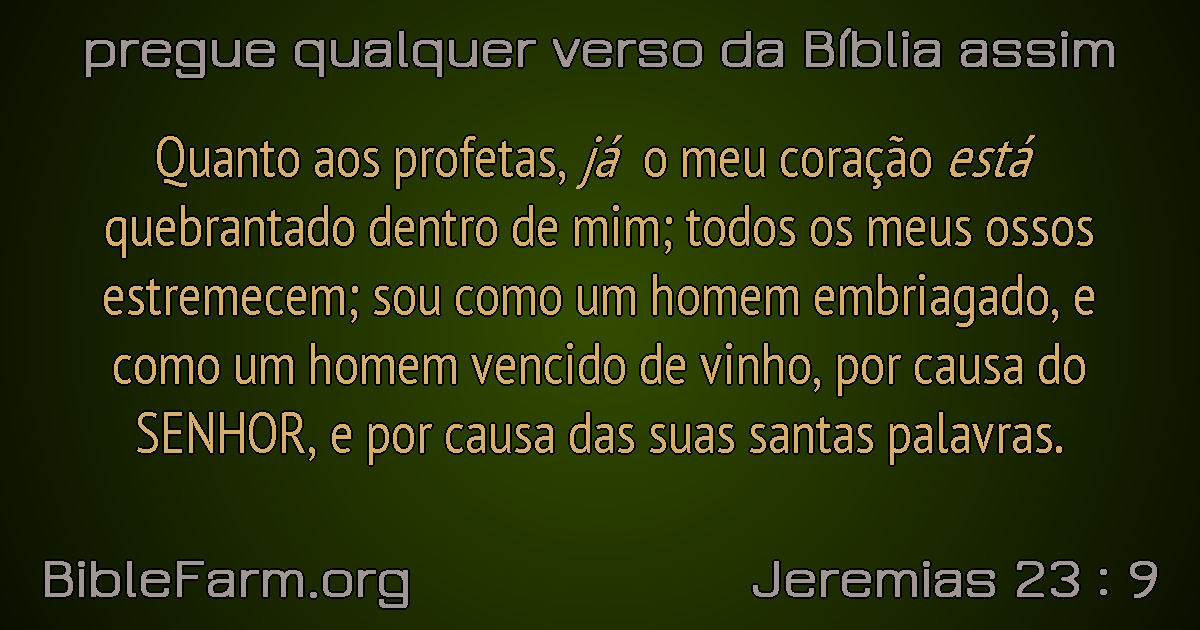 pregue qualquer verso da Bíblia assim
Quanto aos profetas, já o meu coração está
quebrantado dentro de mim; todos os meus ossos
estremecem; sou como um homem embriagado, e
como um homem vencido de vinho, por causa do
SENHOR, e por causa das suas santas palavras.
BibleFarm.org
Jeremias 23 : 9